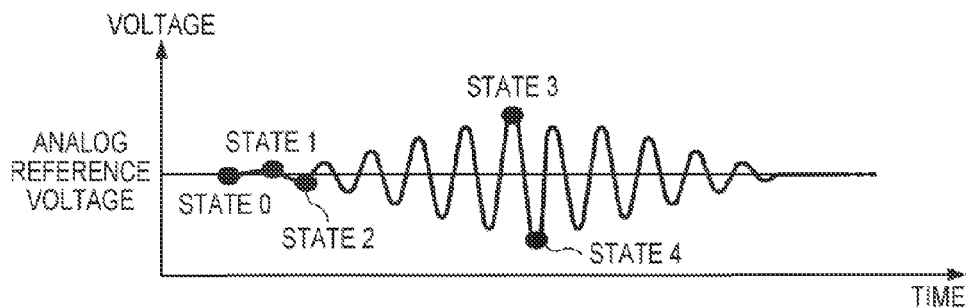 VOLTAGE
STATE 3
ANALOG
REFERENCE
VOLTAGE
STATE 1
STATE 0
STATE 2
STATE 4
TIME